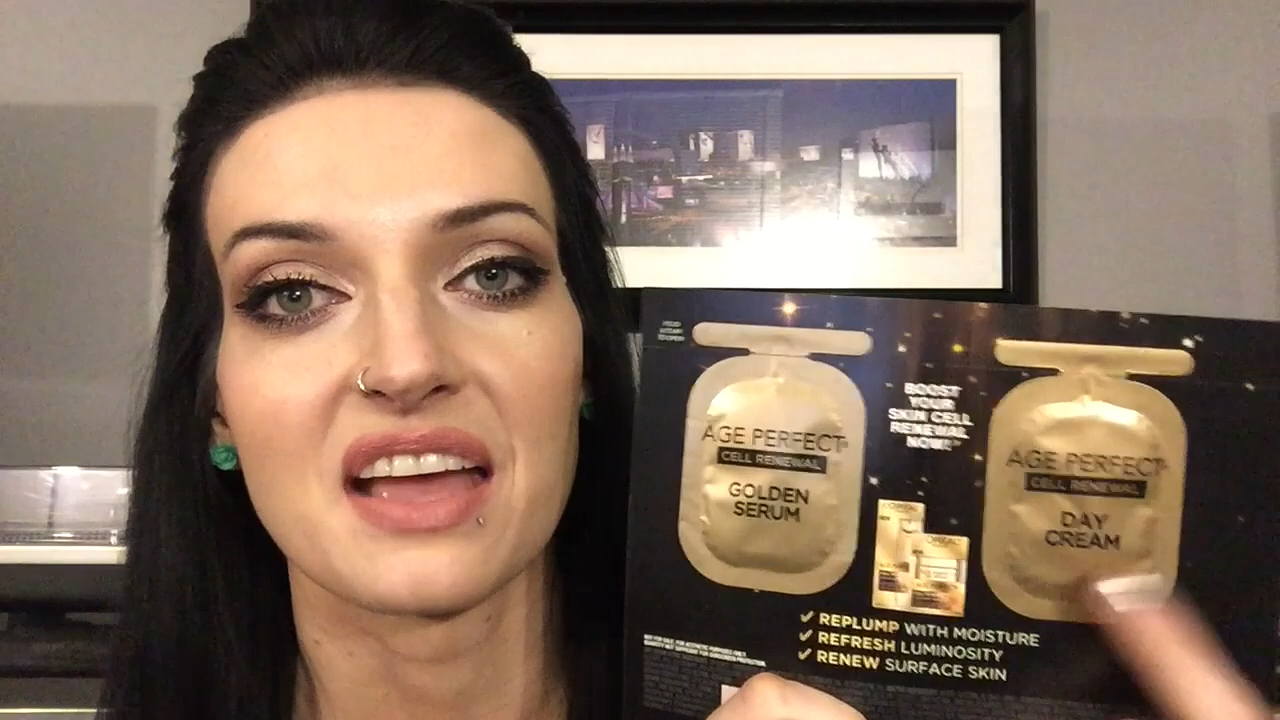 AGE PERFECT
CELL RENEWAL
GOLDEN
SERUM
BOOST
YOUR
SKIN CELL
RENEWAL
NOW!
AGE PERFECT
CELL RENEWAL
DAY
CREAM
✓ REPLUMP WITH MOISTURE
✓ REFRESH LUMINOSITY
✓ RENEW SURFACE SKIN